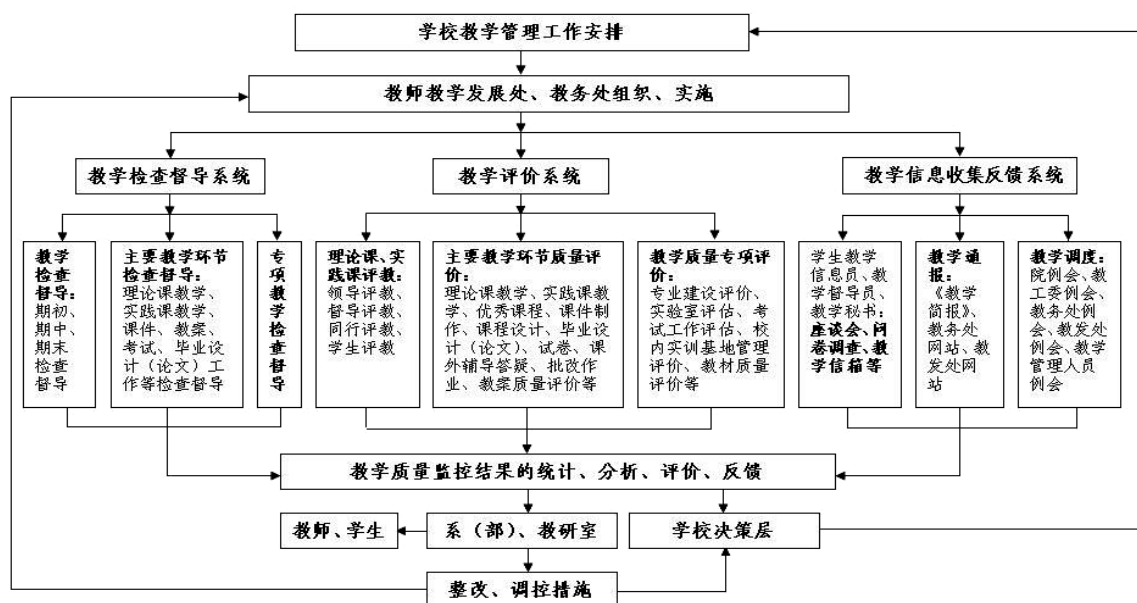 学校教学管理工作安排
教师教学发展处、教务处组织、实施
教学检查督导系统
教学评价系统
教学信息收集反馈系统
教学
检查
督导：
期初、
期中、
期末
检查
督导
主要教学环节
检查督导：
理论课教学、
实践课教学、
课件、教案、
考试、毕业设
计（论文）工
作等检查督导
专
项
教
学
检
查
督
导
理论课、实
践课评教：
领导评教、
督导评教、
同行评教、
学生评教
主要教学环节质量评
价：
理论课教学、实践课教
学、优秀课程、课件制
作、课程设计、毕业设
计（论文）、试卷、课
外辅导答疑、批改作
业、教案质量评价等
教学质量专项评
价：
专业建设评价、
实验室评估、考
试工作评估、校
内实训基地管理
评价、教材质量
评价等
学生教学
信息员、教
学督导员、
教学秘书：
座谈会、问
卷调查、教
学信箱等
教学通
报：
《教学
简报》、
教务处
网站、教
发处网
站
教学调度：
院例会、教
工委例会、
教务处例
会、教发处
例会、教学
管理人员
例会
教学质量监控结果的统计、分析、评价、反馈
教师、学生
系（部）、教研室
学校决策层
整改、调控措施